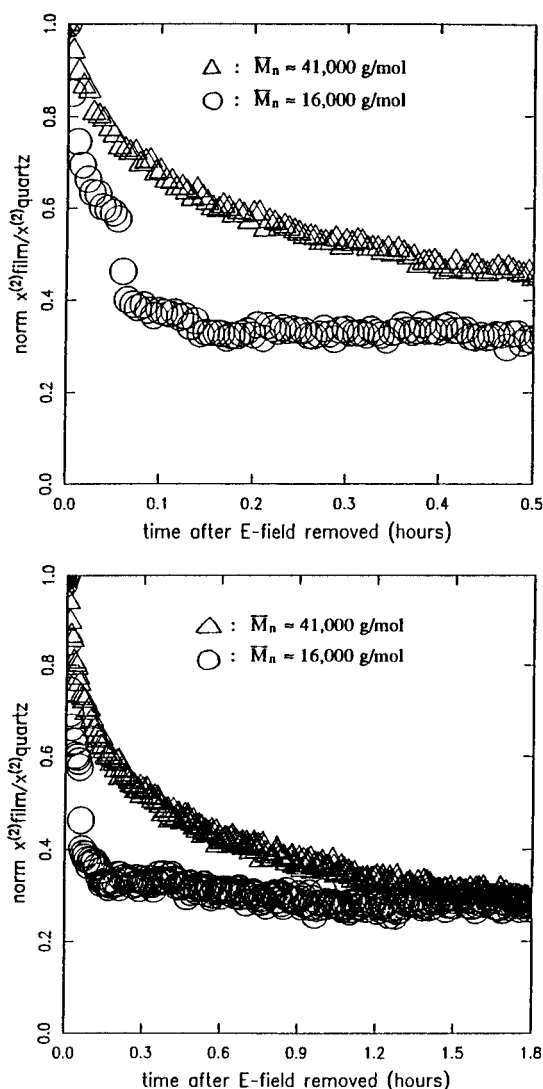 norm x⁽²⁾film/x⁽²⁾quartz
1.0
0.8
0.6
0.4
0.2
0.0
△ : M̅n ≈ 41,000 g/mol
○ : M̅n ≈ 16,000 g/mol
0.0 0.1 0.2 0.3 0.4 0.5
time after E-field removed (hours)
norm x⁽²⁾film/x⁽²⁾quartz
1.0
0.8
0.6
0.4
0.2
0.0
△ : M̅n ≈ 41,000 g/mol
○ : M̅n ≈ 16,000 g/mol
0.0 0.3 0.6 0.9 1.2 1.5 1.8
time after E-field removed (hours)